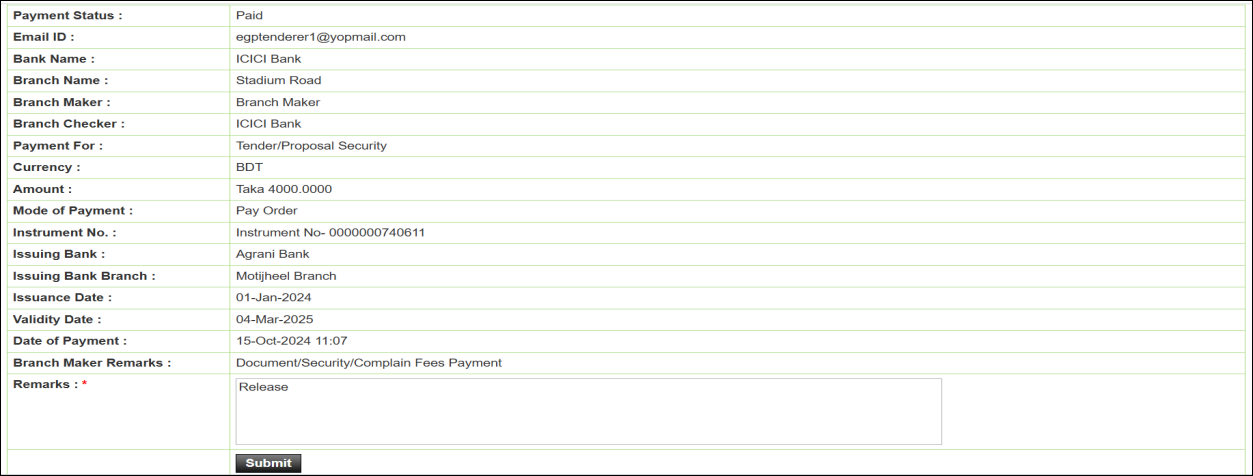 Payment Status : Paid
Email ID : egptenderer1@yopmail.com
Bank Name : ICICI Bank
Branch Name : Stadium Road
Branch Maker : Branch Maker
Branch Checker : ICICI Bank
Payment For : Tender/Proposal Security
Currency : BDT
Amount : Taka 4000.0000
Mode of Payment : Pay Order
Instrument No. : Instrument No- 0000000740611
Issuing Bank : Agrani Bank
Issuing Bank Branch : Motijheel Branch
Issuance Date : 01-Jan-2024
Validity Date : 04-Mar-2025
Date of Payment : 15-Oct-2024 11:07
Branch Maker Remarks : Document/Security/Complain Fees Payment
Remarks : * Release
Submit